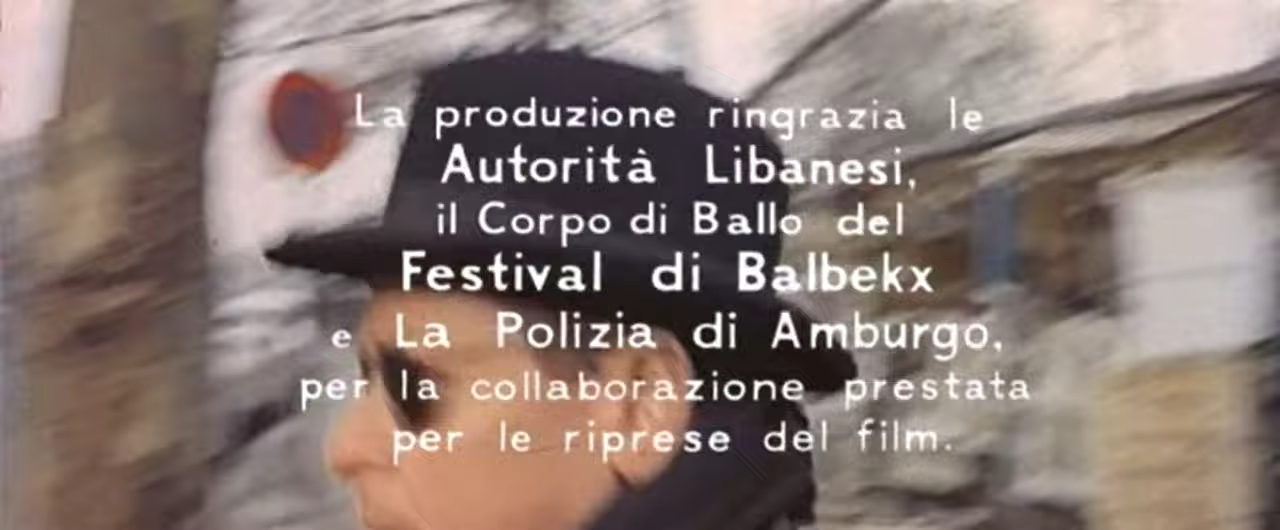 La produzione ringrazia le
Autorità Libanesi,
il Corpo di Ballo del
Festival di Balbekx
e La Polizia di Amburgo,
per la collaborazione prestata
per le riprese del film.